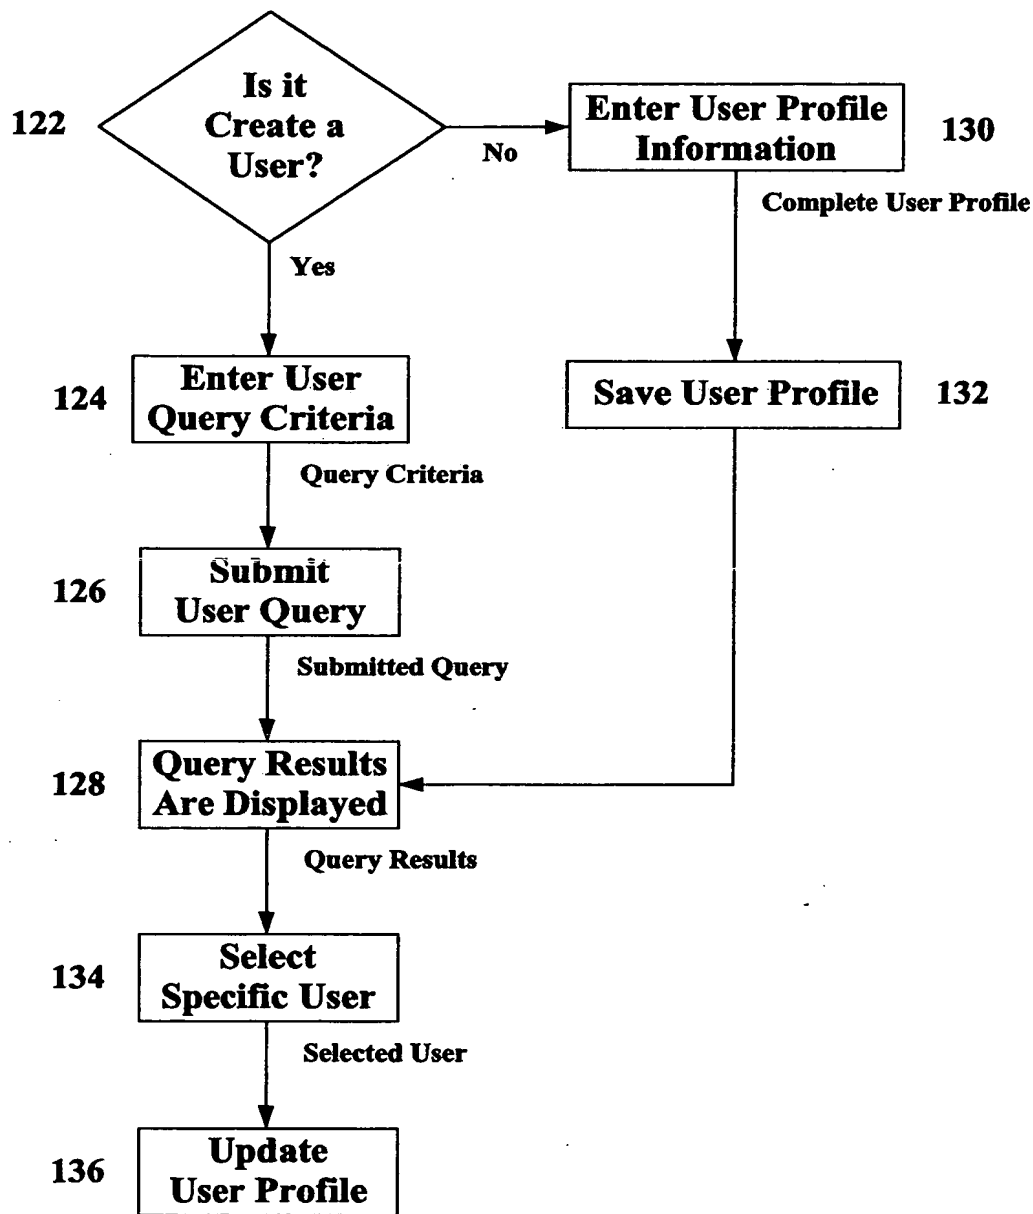 122
Is it
Create a
User?
No
Enter User Profile
Information
130
Complete User Profile
Yes
124
Enter User
Query Criteria
Save User Profile
132
Query Criteria
126
Submit
User Query
Submitted Query
128
Query Results
Are Displayed
Query Results
134
Select
Specific User
Selected User
136
Update
User Profile